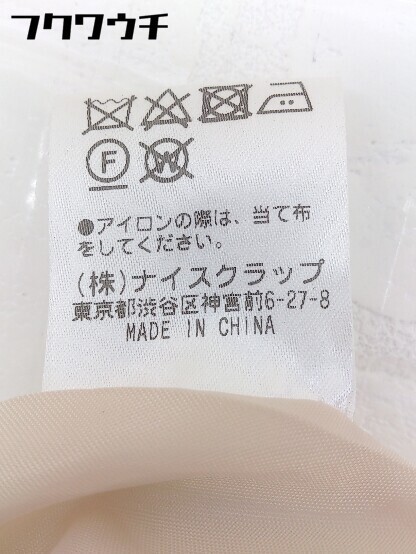 フクワウチ
F W
●アイロンの際は、当て布
をしてください。
(株)ナイスクラップ
東京都渋谷区神宮前6-27-8
MADE IN CHINA